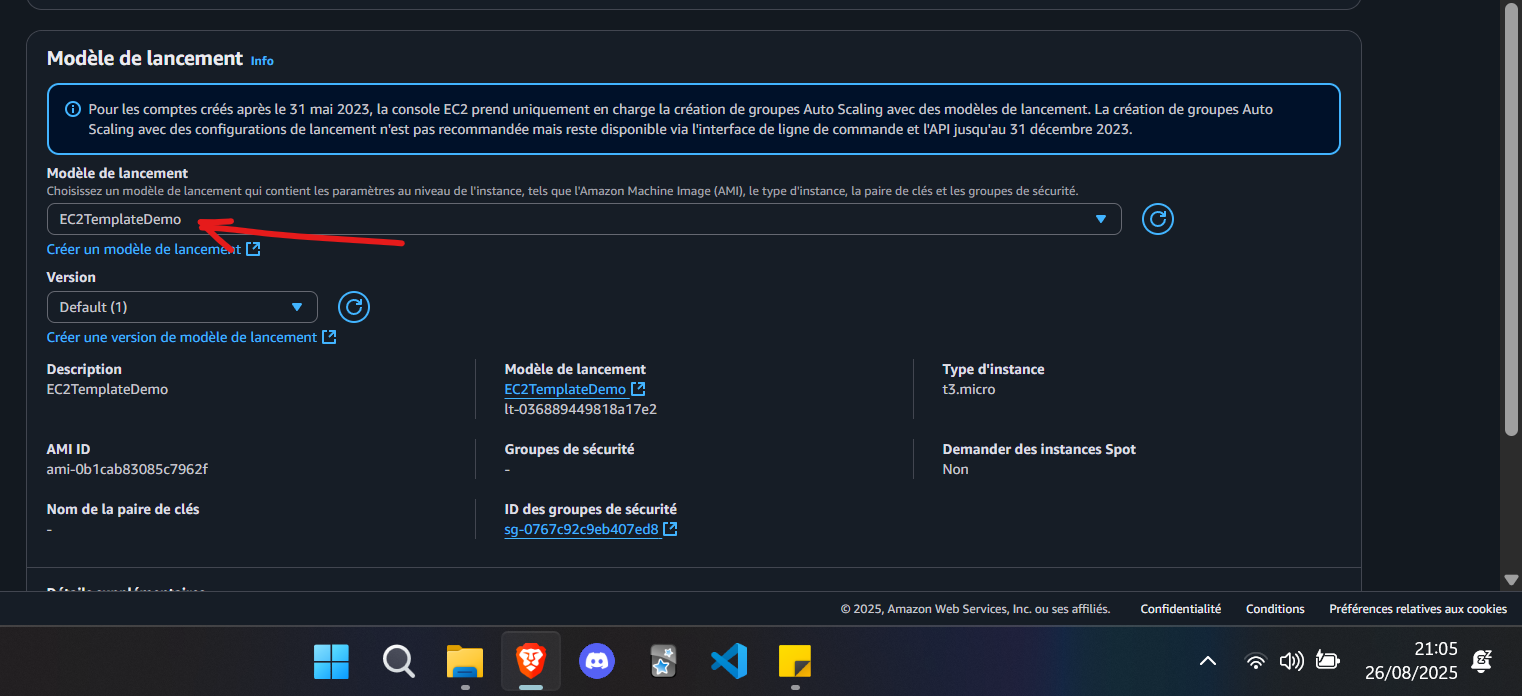 Modèle de lancement Info
Pour les comptes créés après le 31 mai 2023, la console EC2 prend uniquement en charge la création de groupes Auto Scaling avec des modèles de lancement. La création de groupes Auto
Scaling avec des configurations de lancement n'est pas recommandée mais reste disponible via l'interface de ligne de commande et l'API jusqu'au 31 décembre 2023.
Modèle de lancement
Choisissez un modèle de lancement qui contient les paramètres au niveau de l'instance, tels que l'Amazon Machine Image (AMI), le type d'instance, la paire de clés et les groupes de sécurité.
EC2TemplateDemo
Créer un modèle de lancement
Version
Default (1)
Créer une version de modèle de lancement
Description
EC2TemplateDemo
Modèle de lancement
EC2TemplateDemo
lt-036889449818a17e2
Type d'instance
t3.micro
AMI ID
ami-0b1cab83085c7962f
Groupes de sécurité
-
Demander des instances Spot
Non
Nom de la paire de clés
-
ID des groupes de sécurité
sg-0767c92c9eb407ed8
Détails supplémentaires
© 2025, Amazon Web Services, Inc. ou ses affiliés.
Confidentialité
Conditions
Préférences relatives aux cookies
21:05
26/08/2025